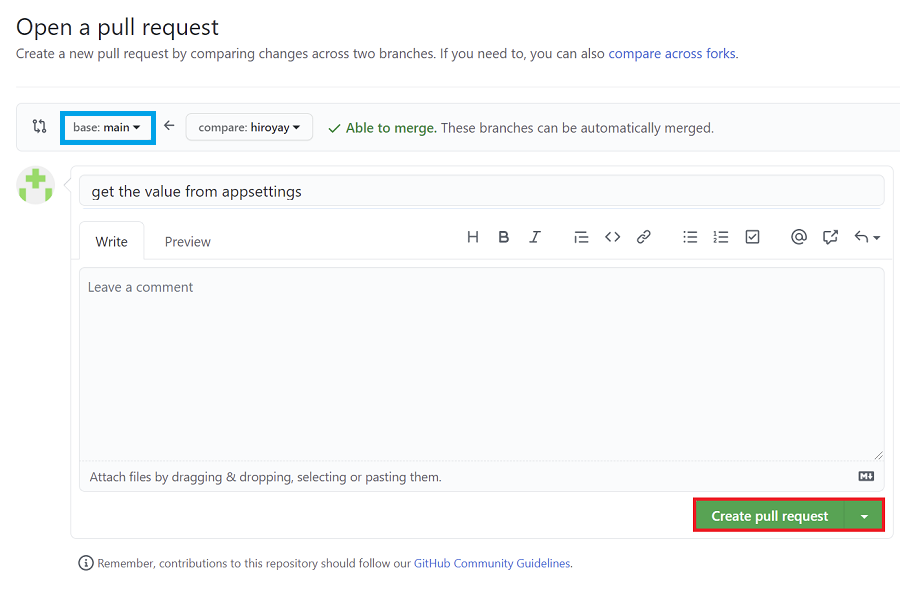 Open a pull request
Create a new pull request by comparing changes across two branches. If you need to, you can also compare across forks.
base: main
compare: hiroyay
Able to merge. These branches can be automatically merged.
get the value from appsettings
Write
Preview
Leave a comment
Attach files by dragging & dropping, selecting or pasting them.
Create pull request
Remember, contributions to this repository should follow our GitHub Community Guidelines.